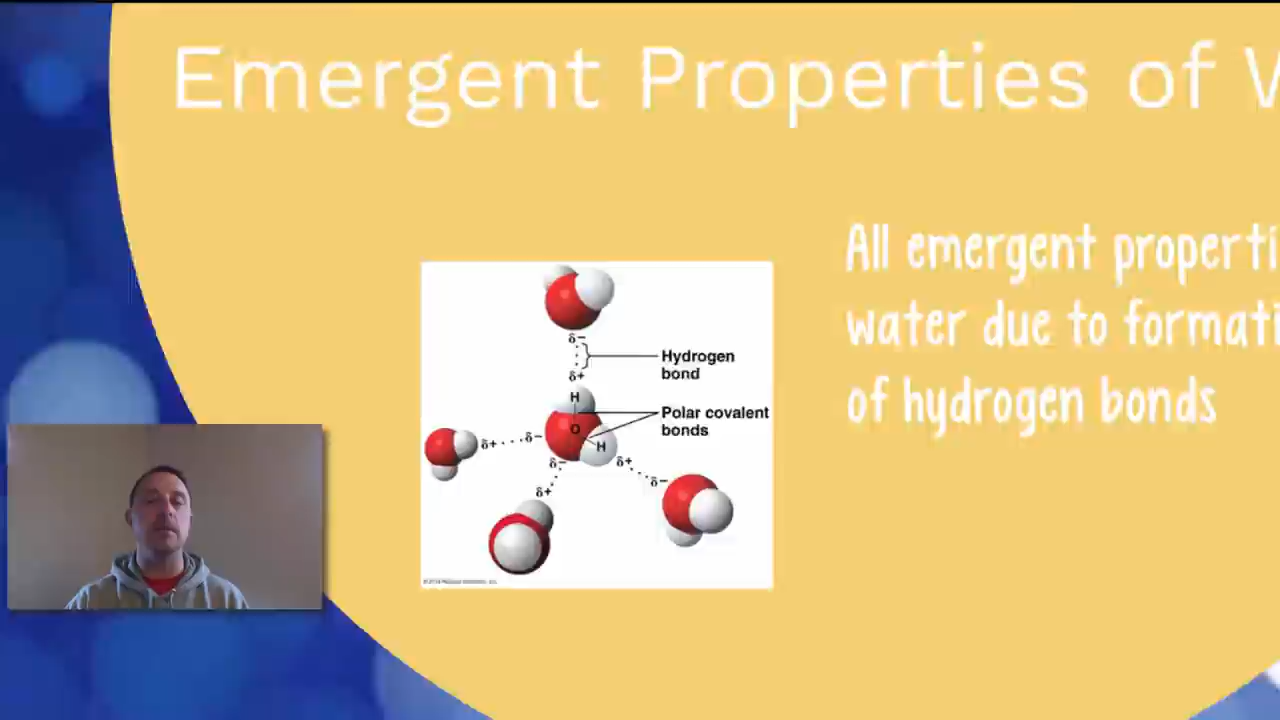 Emergent Properties of
All emergent properti
water due to formati
of hydrogen bonds
δ−
Hydrogen
bond
δ+
H
Polar covalent
bonds
O
δ+
δ−
H
δ−
δ+
δ+
δ−